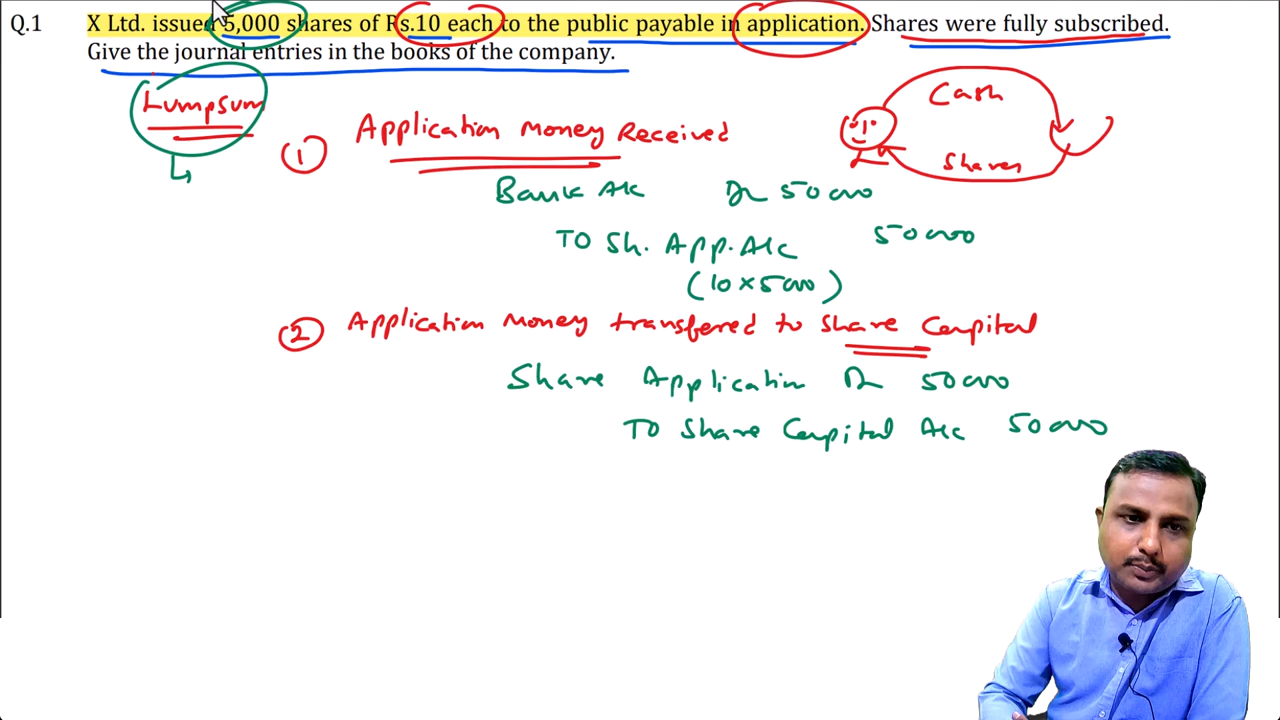 Q.1 X Ltd. issued 5,000 shares of Rs.10 each to the public payable in application. Shares were fully subscribed.
Give the journal entries in the books of the company.
Lumpsum
① Application Money Received
Cash
Shares
Bank A/c Dr 50000
To Sh. App. A/c 50000
(10 × 5000)
② Application Money transferred to Share Capital
Share Application Dr 50000
To Share Capital A/c 50000